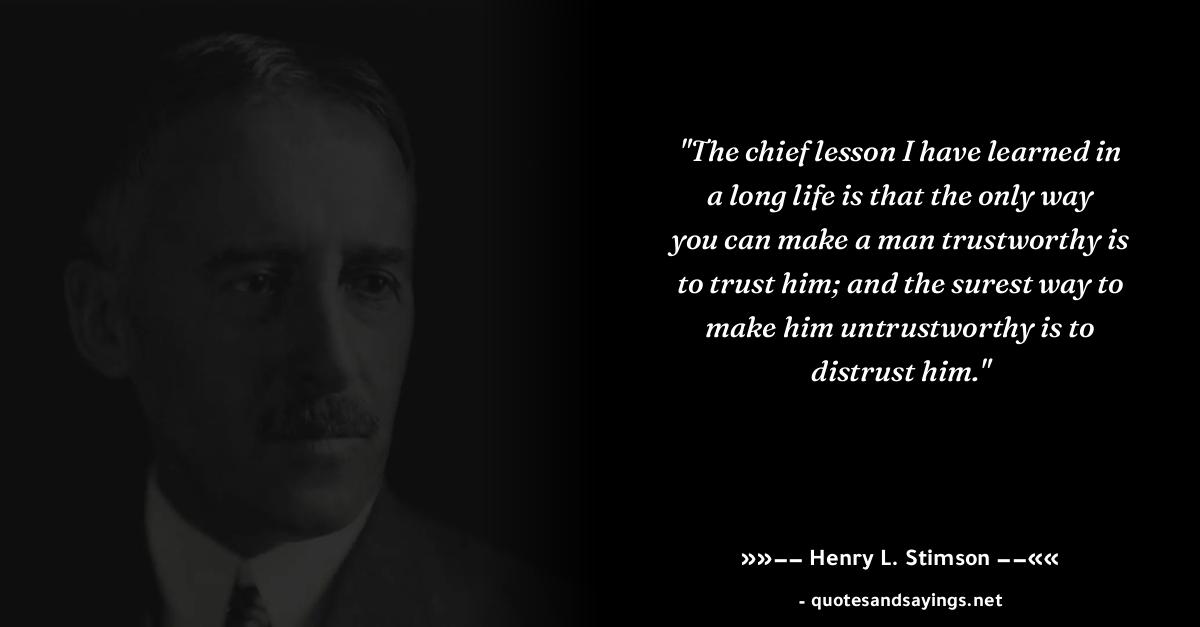 "The chief lesson I have learned in
a long life is that the only way
you can make a man trustworthy is
to trust him; and the surest way to
make him untrustworthy is to
distrust him."
»»–– Henry L. Stimson ––««
- quotesandsayings.net